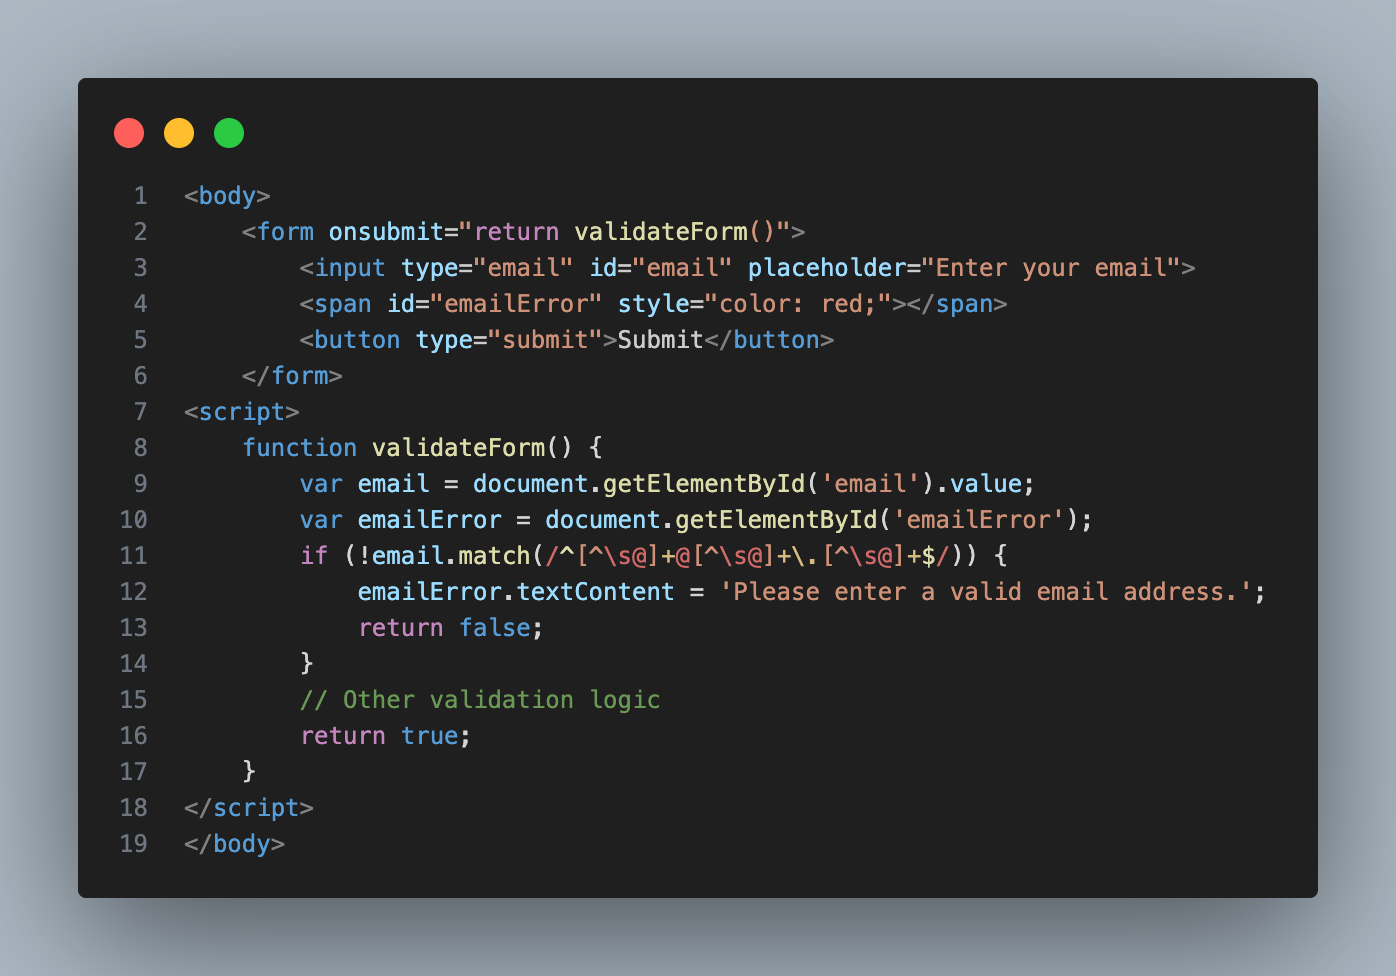 1 <body>
2     <form onsubmit="return validateForm()">
3         <input type="email" id="email" placeholder="Enter your email">
4         <span id="emailError" style="color: red;"></span>
5         <button type="submit">Submit</button>
6     </form>
7 <script>
8     function validateForm() {
9         var email = document.getElementById('email').value;
10         var emailError = document.getElementById('emailError');
11         if (!email.match(/^[^\s@]+@[^\s@]+\.[^\s@]+$/)) {
12             emailError.textContent = 'Please enter a valid email address.';
13             return false;
14         }
15         // Other validation logic
16         return true;
17     }
18 </script>
19 </body>